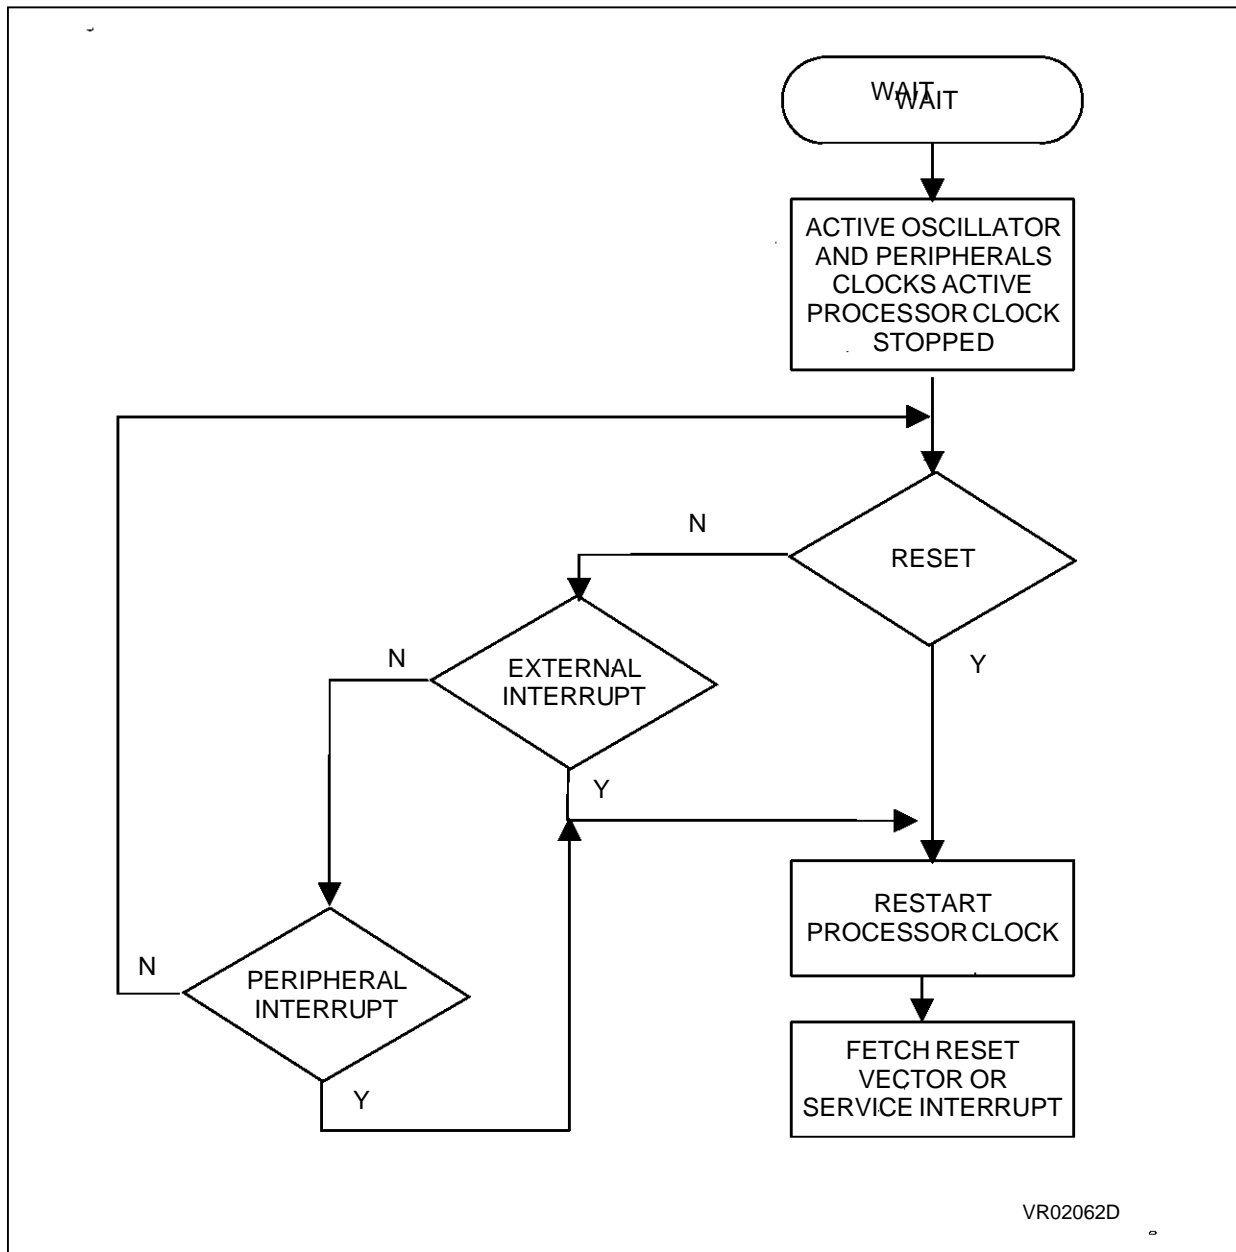 WAIT
WAIT
ACTIVE OSCILLATOR
AND PERIPHERALS
CLOCKS ACTIVE
PROCESSOR CLOCK
STOPPED
N
RESET
Y
N
EXTERNAL
INTERRUPT
Y
RESTART
PROCESSOR CLOCK
N
PERIPHERAL
INTERRUPT
Y
FETCH RESET
VECTOR OR
SERVICE INTERRUPT
VR02062D